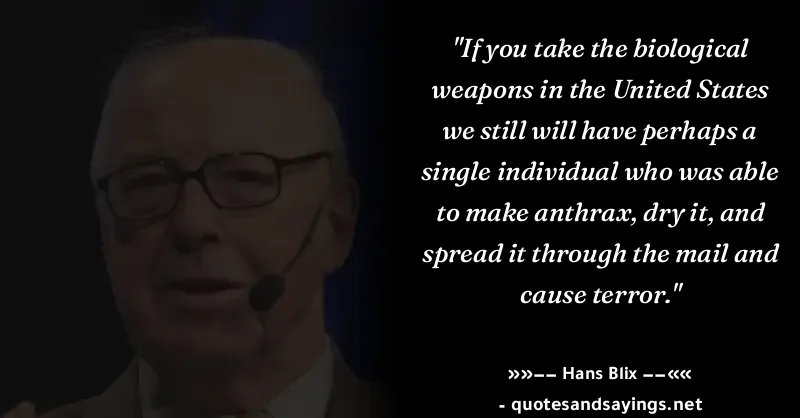 "If you take the biological
weapons in the United States
we still will have perhaps a
single individual who was able
to make anthrax, dry it, and
spread it through the mail and
cause terror."
»»−− Hans Blix −−««
- quotesandsayings.net